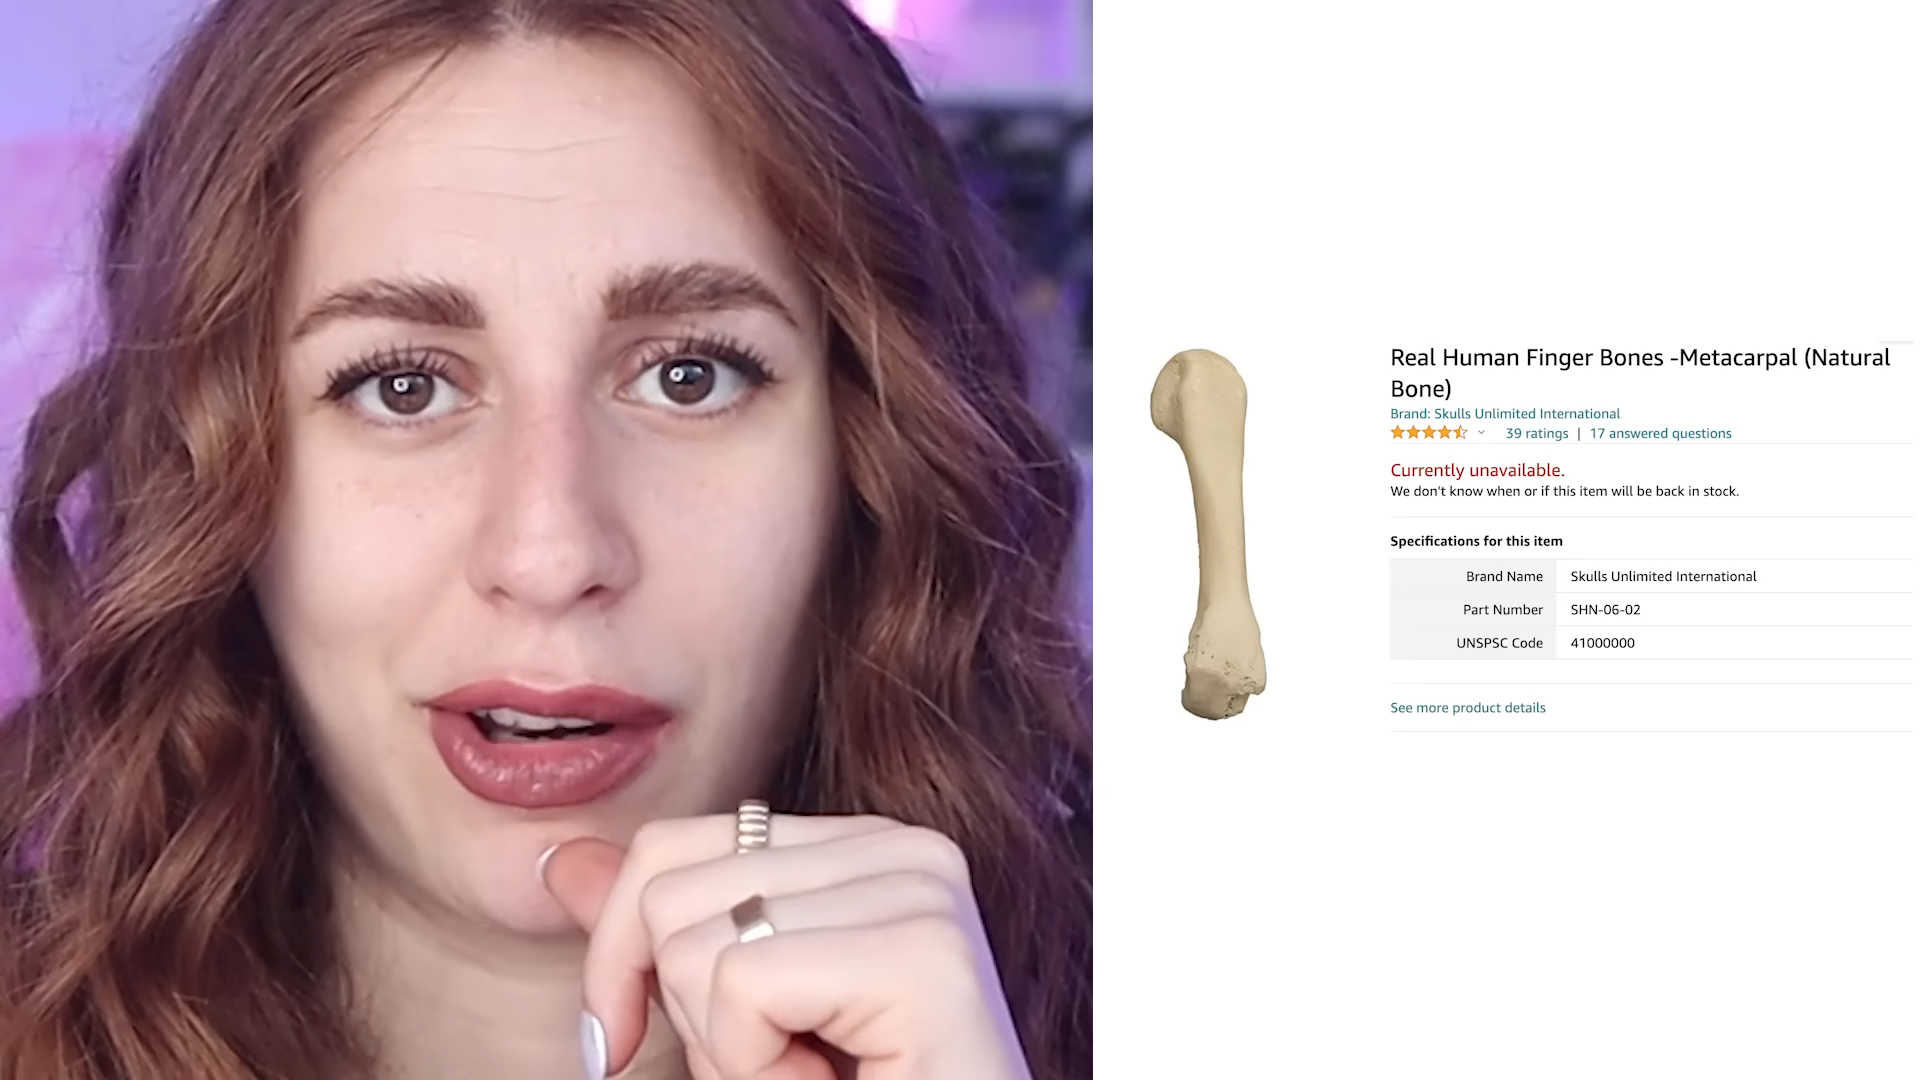 Real Human Finger Bones -Metacarpal (Natural
Bone)
Brand: Skulls Unlimited International
39 ratings | 17 answered questions
Currently unavailable.
We don't know when or if this item will be back in stock.
Specifications for this item
Brand Name Skulls Unlimited International
Part Number SHN-06-02
UNSPSC Code 41000000
See more product details